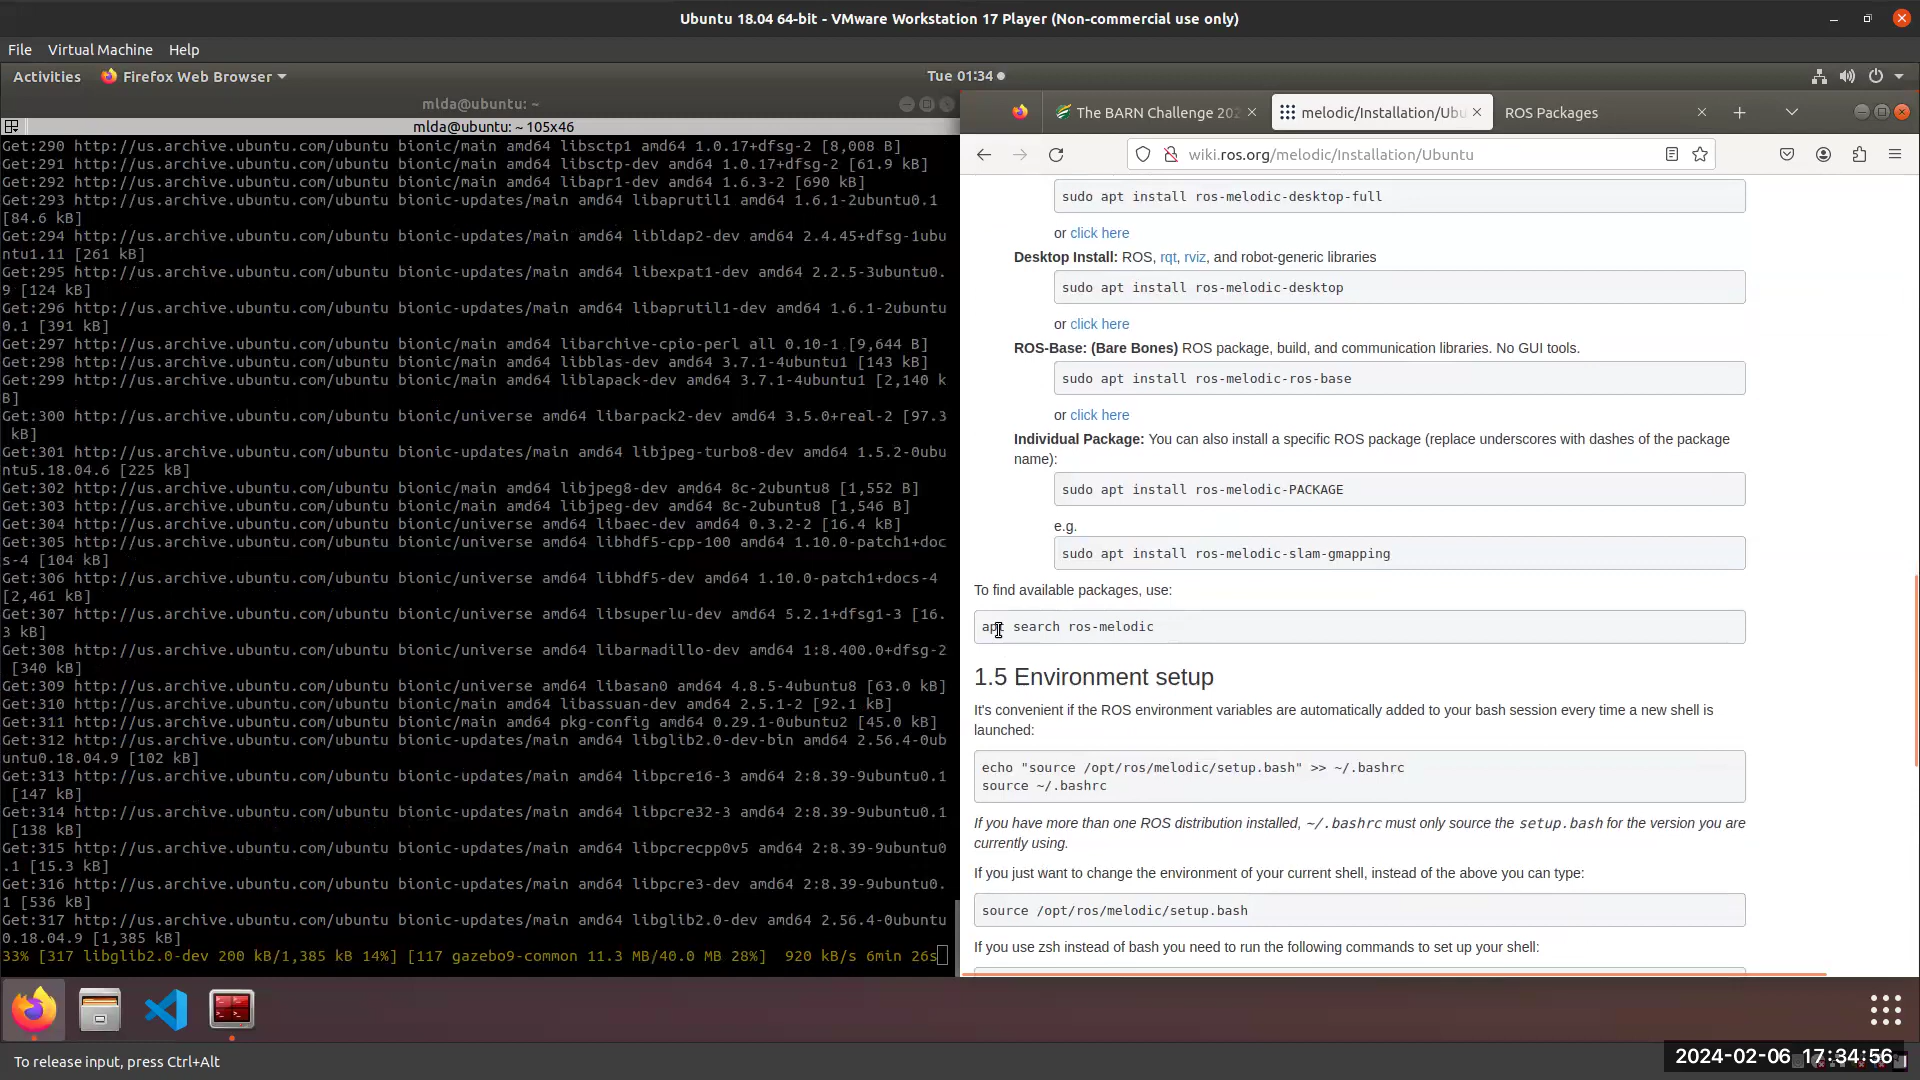 Ubuntu 18.04 64-bit - VMware Workstation 17 Player (Non-commercial use only)
File Virtual Machine Help
Activities Firefox Web Browser Tue 01:34
mlda@ubuntu: ~
mlda@ubuntu: ~ 105x46
Get:290 http://us.archive.ubuntu.com/ubuntu bionic/main amd64 libsctp1 amd64 1.0.17+dfsg-2 [8,008 B]
Get:291 http://us.archive.ubuntu.com/ubuntu bionic/main amd64 libsctp-dev amd64 1.0.17+dfsg-2 [61.9 kB]
Get:292 http://us.archive.ubuntu.com/ubuntu bionic/main amd64 libapr1-dev amd64 1.6.3-2 [690 kB]
Get:293 http://us.archive.ubuntu.com/ubuntu bionic-updates/main amd64 libaprutil1 amd64 1.6.1-2ubuntu0.1
[84.6 kB]
Get:294 http://us.archive.ubuntu.com/ubuntu bionic-updates/main amd64 libldap2-dev amd64 2.4.45+dfsg-1ubu
ntu1.11 [261 kB]
Get:295 http://us.archive.ubuntu.com/ubuntu bionic-updates/main amd64 libexpat1-dev amd64 2.2.5-3ubuntu0.
9 [124 kB]
Get:296 http://us.archive.ubuntu.com/ubuntu bionic-updates/main amd64 libaprutil1-dev amd64 1.6.1-2ubuntu
0.1 [391 kB]
Get:297 http://us.archive.ubuntu.com/ubuntu bionic/main amd64 libarchive-cpio-perl all 0.10-1 [9,644 B]
Get:298 http://us.archive.ubuntu.com/ubuntu bionic/main amd64 libblas-dev amd64 3.7.1-4ubuntu1 [143 kB]
Get:299 http://us.archive.ubuntu.com/ubuntu bionic/main amd64 liblapack-dev amd64 3.7.1-4ubuntu1 [2,140 k
B]
Get:300 http://us.archive.ubuntu.com/ubuntu bionic/universe amd64 libarpack2-dev amd64 3.5.0+real-2 [97.3
kB]
Get:301 http://us.archive.ubuntu.com/ubuntu bionic-updates/main amd64 libjpeg-turbo8-dev amd64 1.5.2-0ubu
ntu5.18.04.6 [225 kB]
Get:302 http://us.archive.ubuntu.com/ubuntu bionic/main amd64 libjpeg8-dev amd64 8c-2ubuntu8 [1,552 B]
Get:303 http://us.archive.ubuntu.com/ubuntu bionic/main amd64 libjpeg-dev amd64 8c-2ubuntu8 [1,546 B]
Get:304 http://us.archive.ubuntu.com/ubuntu bionic/universe amd64 libaec-dev amd64 0.3.2-2 [16.4 kB]
Get:305 http://us.archive.ubuntu.com/ubuntu bionic/universe amd64 libhdf5-cpp-100 amd64 1.10.0-patch1+doc
s-4 [104 kB]
Get:306 http://us.archive.ubuntu.com/ubuntu bionic/universe amd64 libhdf5-dev amd64 1.10.0-patch1+docs-4
[2,461 kB]
Get:307 http://us.archive.ubuntu.com/ubuntu bionic/universe amd64 libsuperlu-dev amd64 5.2.1+dfsg1-3 [16.
3 kB]
Get:308 http://us.archive.ubuntu.com/ubuntu bionic/universe amd64 libarmadillo-dev amd64 1:8.400.0+dfsg-2
[340 kB]
Get:309 http://us.archive.ubuntu.com/ubuntu bionic/universe amd64 libasan0 amd64 4.8.5-4ubuntu8 [63.0 kB]
Get:310 http://us.archive.ubuntu.com/ubuntu bionic/main amd64 libassuan-dev amd64 2.5.1-2 [92.1 kB]
Get:311 http://us.archive.ubuntu.com/ubuntu bionic/main amd64 pkg-config amd64 0.29.1-0ubuntu2 [45.0 kB]
Get:312 http://us.archive.ubuntu.com/ubuntu bionic-updates/main amd64 libglib2.0-dev-bin amd64 2.56.4-0ub
untu0.18.04.9 [102 kB]
Get:313 http://us.archive.ubuntu.com/ubuntu bionic-updates/main amd64 libpcre16-3 amd64 2:8.39-9ubuntu0.1
[147 kB]
Get:314 http://us.archive.ubuntu.com/ubuntu bionic-updates/main amd64 libpcre32-3 amd64 2:8.39-9ubuntu0.1
[138 kB]
Get:315 http://us.archive.ubuntu.com/ubuntu bionic-updates/main amd64 libpcrecpp0v5 amd64 2:8.39-9ubuntu0
.1 [15.3 kB]
Get:316 http://us.archive.ubuntu.com/ubuntu bionic-updates/main amd64 libpcre3-dev amd64 2:8.39-9ubuntu0.
1 [536 kB]
Get:317 http://us.archive.ubuntu.com/ubuntu bionic-updates/main amd64 libglib2.0-dev amd64 2.56.4-0ubuntu
0.18.04.9 [1,385 kB]
33% [317 libglib2.0-dev 200 kB/1,385 kB 14%] [117 gazebo9-common 11.3 MB/40.0 MB 28%] 920 kB/s 6min 26s
The BARN Challenge 202 melodic/Installation/Ubu ROS Packages
wiki.ros.org/melodic/Installation/Ubuntu
sudo apt install ros-melodic-desktop-full
or click here
Desktop Install: ROS, rqt, rviz, and robot-generic libraries
sudo apt install ros-melodic-desktop
or click here
ROS-Base: (Bare Bones) ROS package, build, and communication libraries. No GUI tools.
sudo apt install ros-melodic-ros-base
or click here
Individual Package: You can also install a specific ROS package (replace underscores with dashes of the package
name):
sudo apt install ros-melodic-PACKAGE
e.g.
sudo apt install ros-melodic-slam-gmapping
To find available packages, use:
apt search ros-melodic
1.5 Environment setup
It's convenient if the ROS environment variables are automatically added to your bash session every time a new shell is
launched:
echo "source /opt/ros/melodic/setup.bash" >> ~/.bashrc
source ~/.bashrc
If you have more than one ROS distribution installed, ~/.bashrc must only source the setup.bash for the version you are
currently using.
If you just want to change the environment of your current shell, instead of the above you can type:
source /opt/ros/melodic/setup.bash
If you use zsh instead of bash you need to run the following commands to set up your shell:
To release input, press Ctrl+Alt
2024-02-06 17:34:56